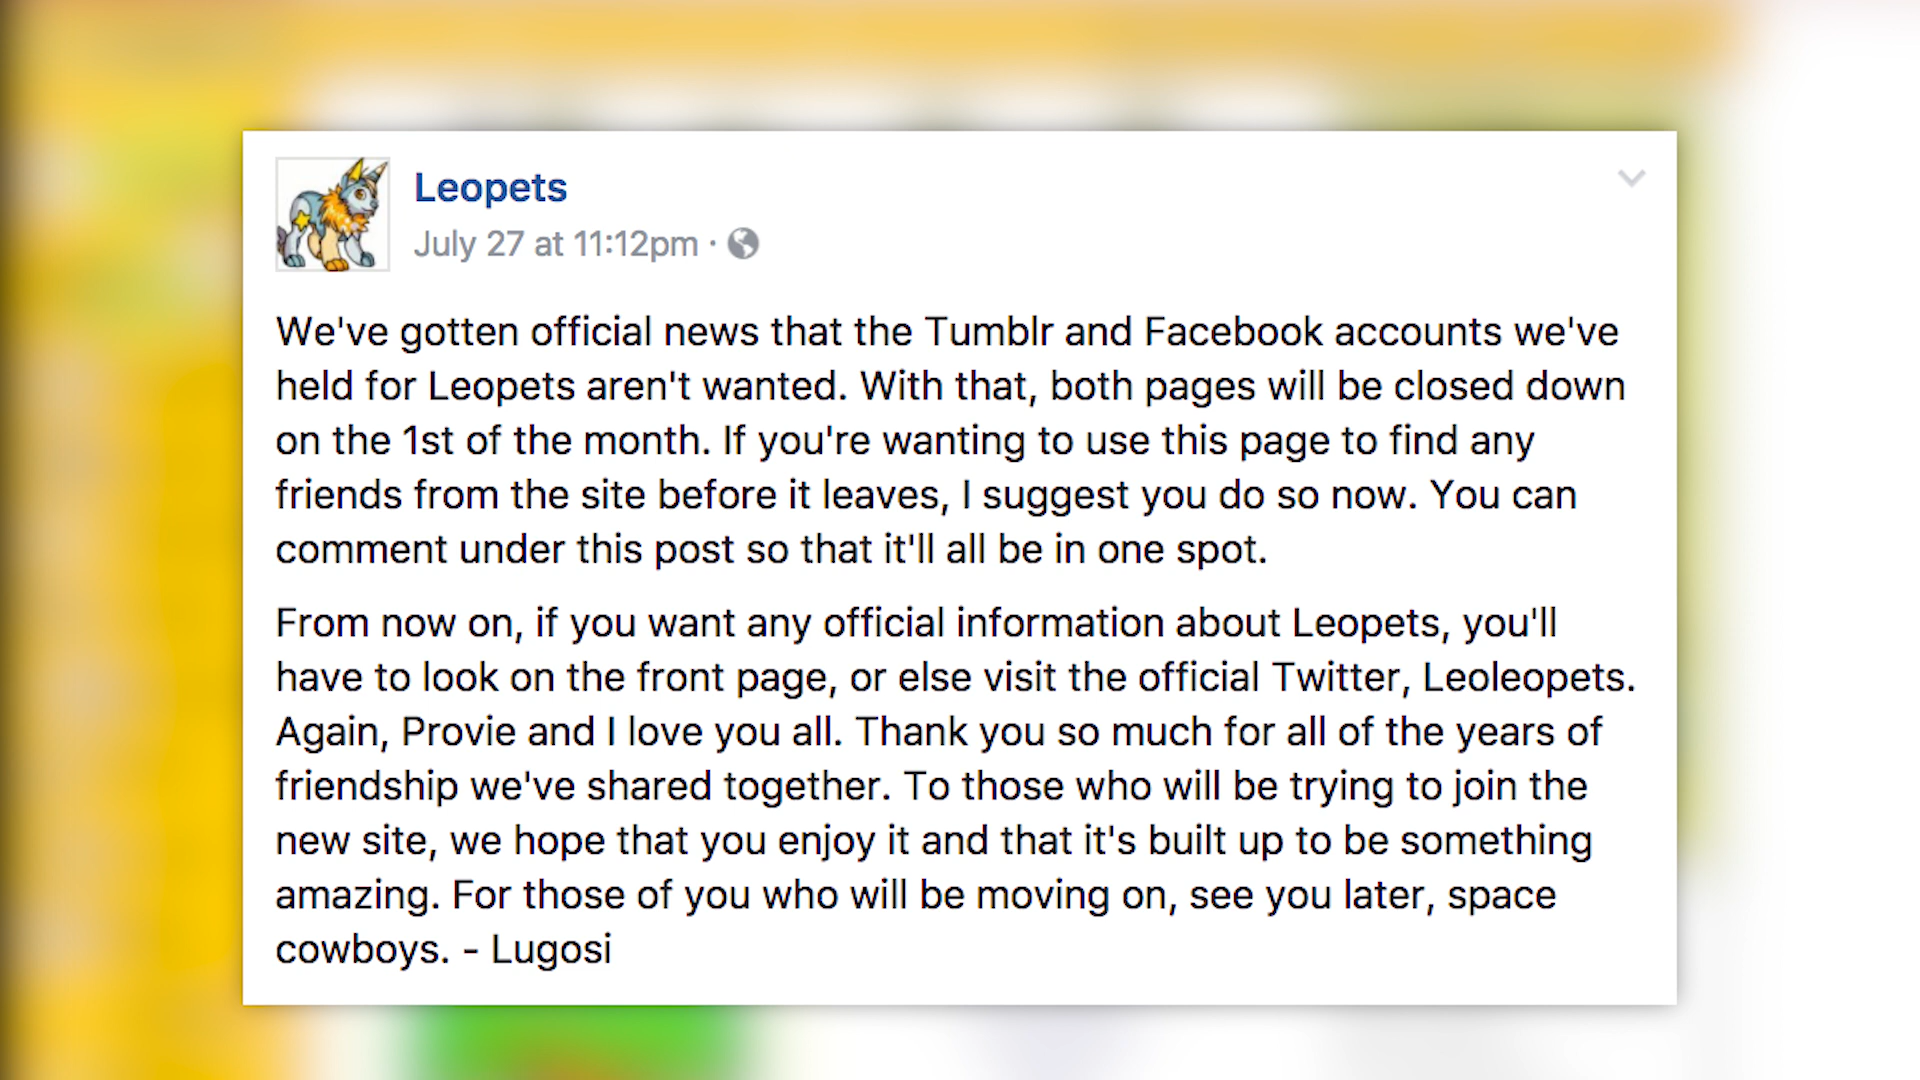 Leopets
July 27 at 11:12pm ·
We've gotten official news that the Tumblr and Facebook accounts we've
held for Leopets aren't wanted. With that, both pages will be closed down
on the 1st of the month. If you're wanting to use this page to find any
friends from the site before it leaves, I suggest you do so now. You can
comment under this post so that it'll all be in one spot.
From now on, if you want any official information about Leopets, you'll
have to look on the front page, or else visit the official Twitter, Leoleopets.
Again, Provie and I love you all. Thank you so much for all of the years of
friendship we've shared together. To those who will be trying to join the
new site, we hope that you enjoy it and that it's built up to be something
amazing. For those of you who will be moving on, see you later, space
cowboys. - Lugosi